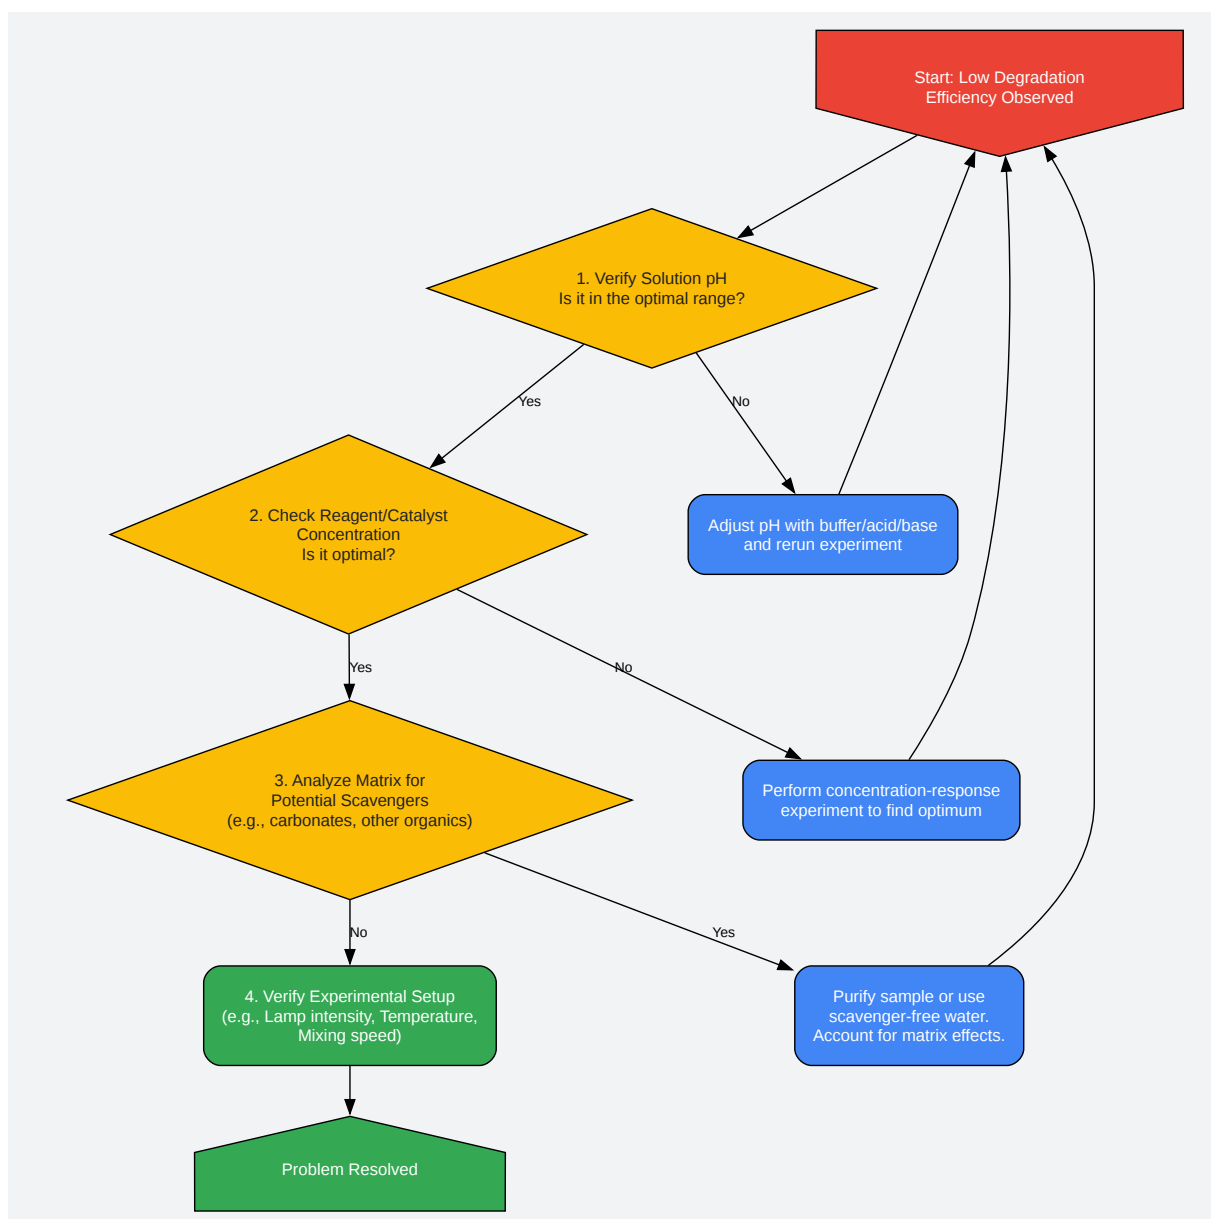 Start: Low Degradation
Efficiency Observed
1. Verify Solution pH
Is it in the optimal range?
Yes
No
2. Check Reagent/Catalyst
Concentration
Is it optimal?
Adjust pH with buffer/acid/base
and rerun experiment
Yes
No
3. Analyze Matrix for
Potential Scavengers
(e.g., carbonates, other organics)
Perform concentration-response
experiment to find optimum
No
Yes
4. Verify Experimental Setup
(e.g., Lamp intensity, Temperature,
Mixing speed)
Purify sample or use
scavenger-free water.
Account for matrix effects.
Problem Resolved